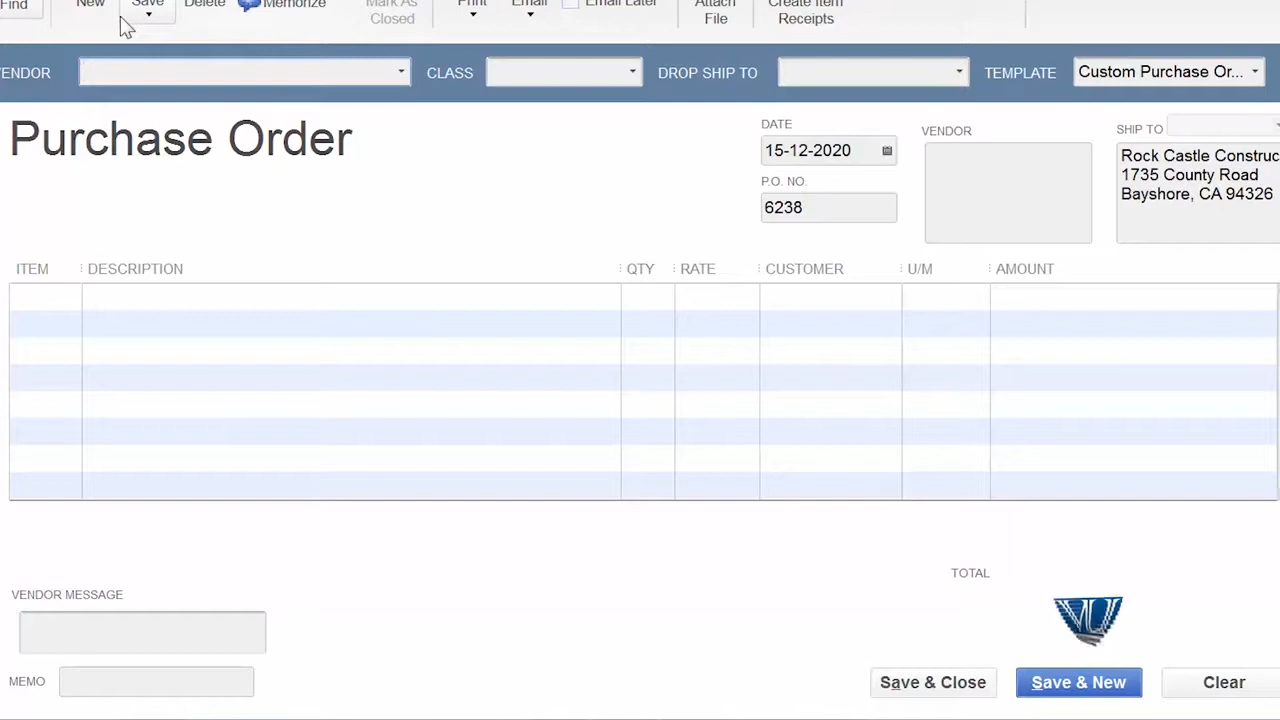 Find
New
Save
Delete
Memorize
Mark As
Closed
Print
Email
Email Later
Attach
File
Create Item
Receipts
VENDOR
CLASS
DROP SHIP TO
TEMPLATE
Custom Purchase Or...
Purchase Order
DATE
15-12-2020
P.O. NO.
6238
VENDOR
SHIP TO
Rock Castle Construc
1735 County Road
Bayshore, CA 94326
ITEM DESCRIPTION QTY RATE CUSTOMER U/M AMOUNT
TOTAL
VENDOR MESSAGE
MEMO
Save & Close
Save & New
Clear